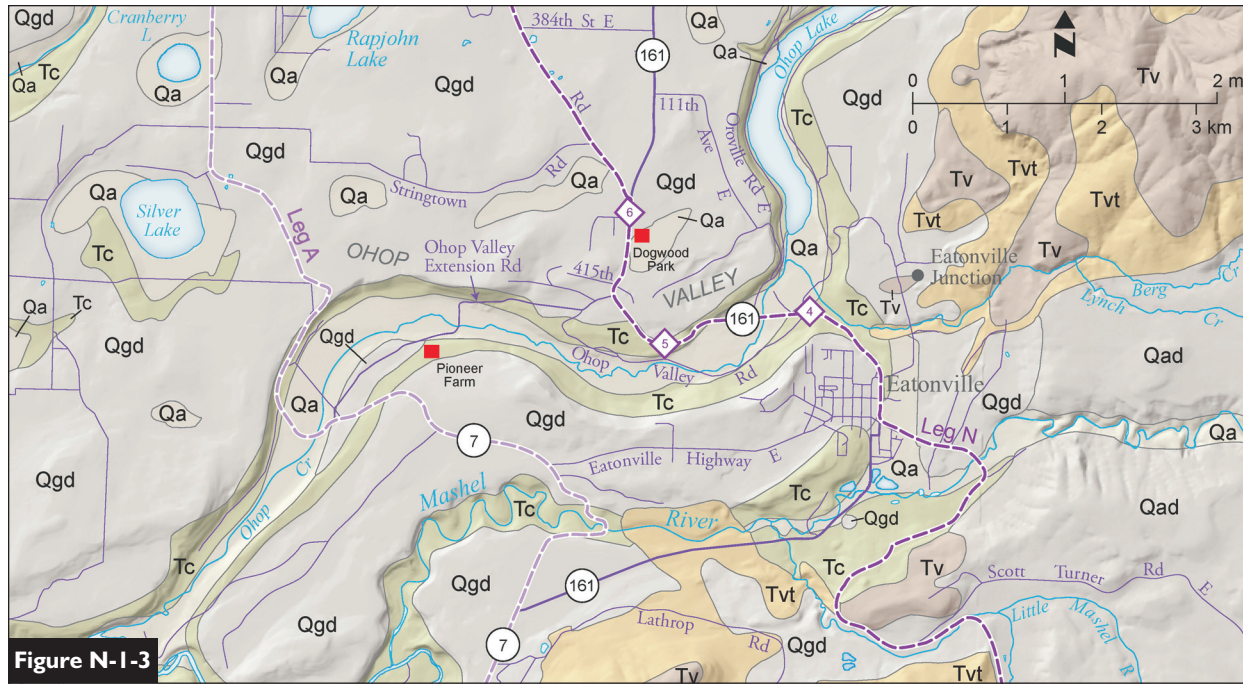 Qgd
Cranberry
L
Rapjohn
Lake
384th St E
161
Qa
Qa
Ohop Lake
Z
Tv
Qa
Tc
Qa
Qa
Qgd
Rd
111th
Ave
E
Oroville Rd E
Tc
Qgd
0
1
2 m
0
1
2
3 km
Qgd
Stringtown
Rd
Qa
Qa
Qgd
Qa
Tv
Tvt
Tvt
Qa
Silver
Lake
Tc
Leg A
OHOP
Ohop Valley
Extension Rd
6
Dogwood
Park
415th
VALLEY
Qa
Tvt
Tv
Eatonville
Junction
Tv
Berg
Cr
Lynch
Cr
Qa
Tc
Qgd
Qgd
Pioneer
Farm
Tc
5
161
4
Tc
Ohop
Valley
Rd
Qad
Eatonville
Qgd
Qa
Qa
Tc
Qgd
7
Eatonville
Highway
E
Leg N
Qa
Qgd
Cr
Ohop
Mashel
Tc
River
Tc
Qa
Qgd
Qad
Tc
Qgd
161
Tvt
Tc
Tv
Scott
Turner
Rd
E
Little
Mashel
R
Qgd
Lathrop
Rd
Qgd
7
Tv
Tvt
Figure N-1-3